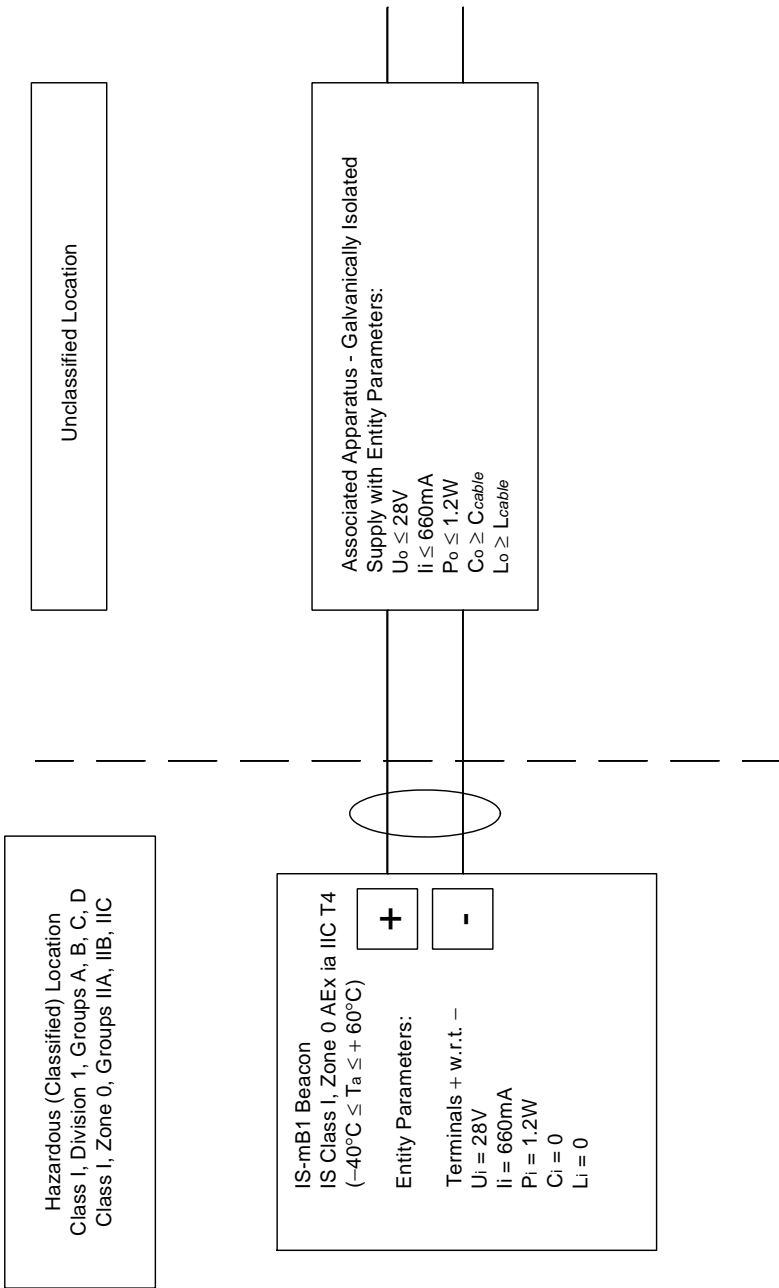 Hazardous (Classified) Location
Class I, Division 1, Groups A, B, C, D
Class I, Zone 0, Groups IIA, IIB, IIC
Unclassified Location
IS-mB1 Beacon
IS Class I, Zone 0 AEx ia IIC T4
(−40°C ≤ Ta ≤ + 60°C)
Entity Parameters:
Terminals + w.r.t. −
Ui = 28V
Ii = 660mA
Pi = 1.2W
Ci = 0
Li = 0
+
-
Associated Apparatus - Galvanically Isolated
Supply with Entity Parameters:
Uo ≤ 28V
Ii ≤ 660mA
Po ≤ 1.2W
Co ≥ Ccable
Lo ≥ Lcable